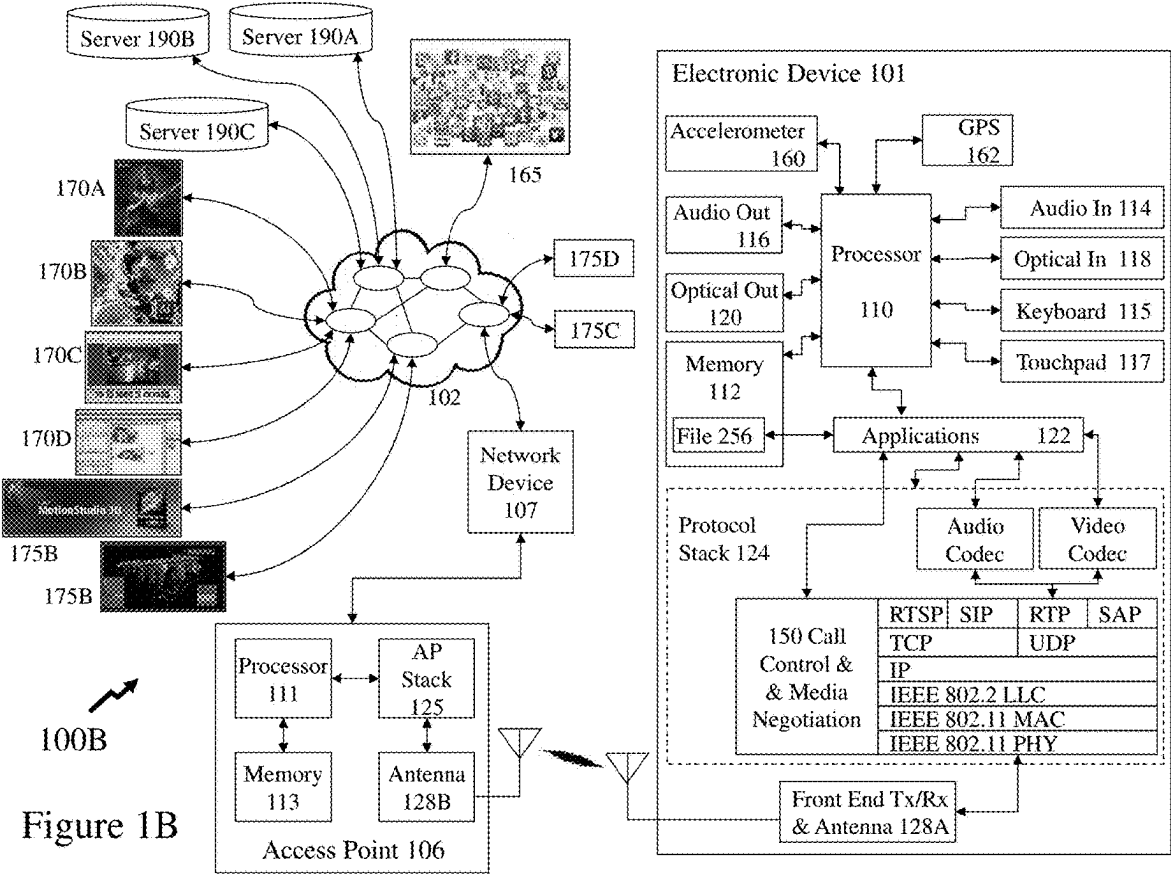 Server 190B
Server 190A
Server 190C
165
170A
170B
170C
170D
MotionStudio 3D
175B
175B
175D
175C
102
Network
Device
107
100B
Figure 1B
Processor
111
AP
Stack
125
Memory
113
Antenna
128B
Access Point 106
Electronic Device 101
Accelerometer
160
GPS
162
Audio Out
116
Processor
110
Audio In 114
Optical In 118
Optical Out
120
Keyboard 115
Touchpad 117
Memory
112
File 256
Applications 122
Protocol
Stack 124
Audio
Codec
Video
Codec
150 Call
Control &
& Media
Negotiation
RTSP SIP RTP SAP
TCP UDP
IP
IEEE 802.2 LLC
IEEE 802.11 MAC
IEEE 802.11 PHY
Front End Tx/Rx
& Antenna 128A